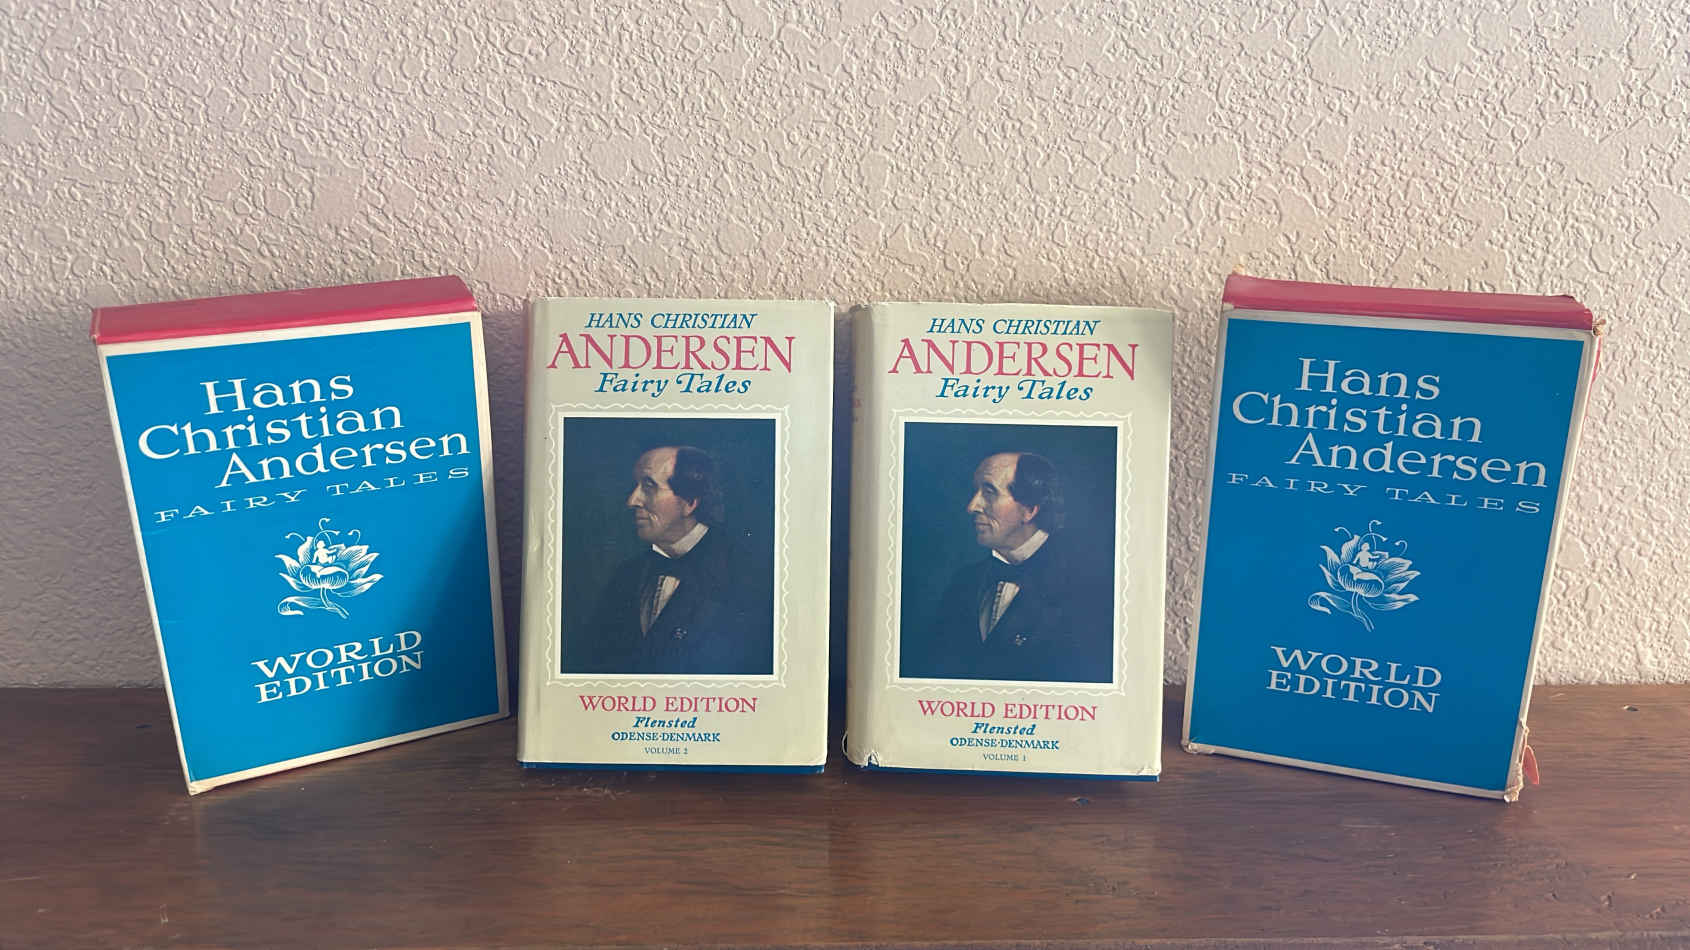 Hans
Christian
Andersen
FAIRY TALES
WORLD
EDITION
HANS CHRISTIAN
ANDERSEN
Fairy Tales
WORLD EDITION
Flensted
ODENSE·DENMARK
VOLUME 2
HANS CHRISTIAN
ANDERSEN
Fairy Tales
WORLD EDITION
Flensted
ODENSE·DENMARK
VOLUME 1
Hans
Christian
Andersen
FAIRY TALES
WORLD
EDITION